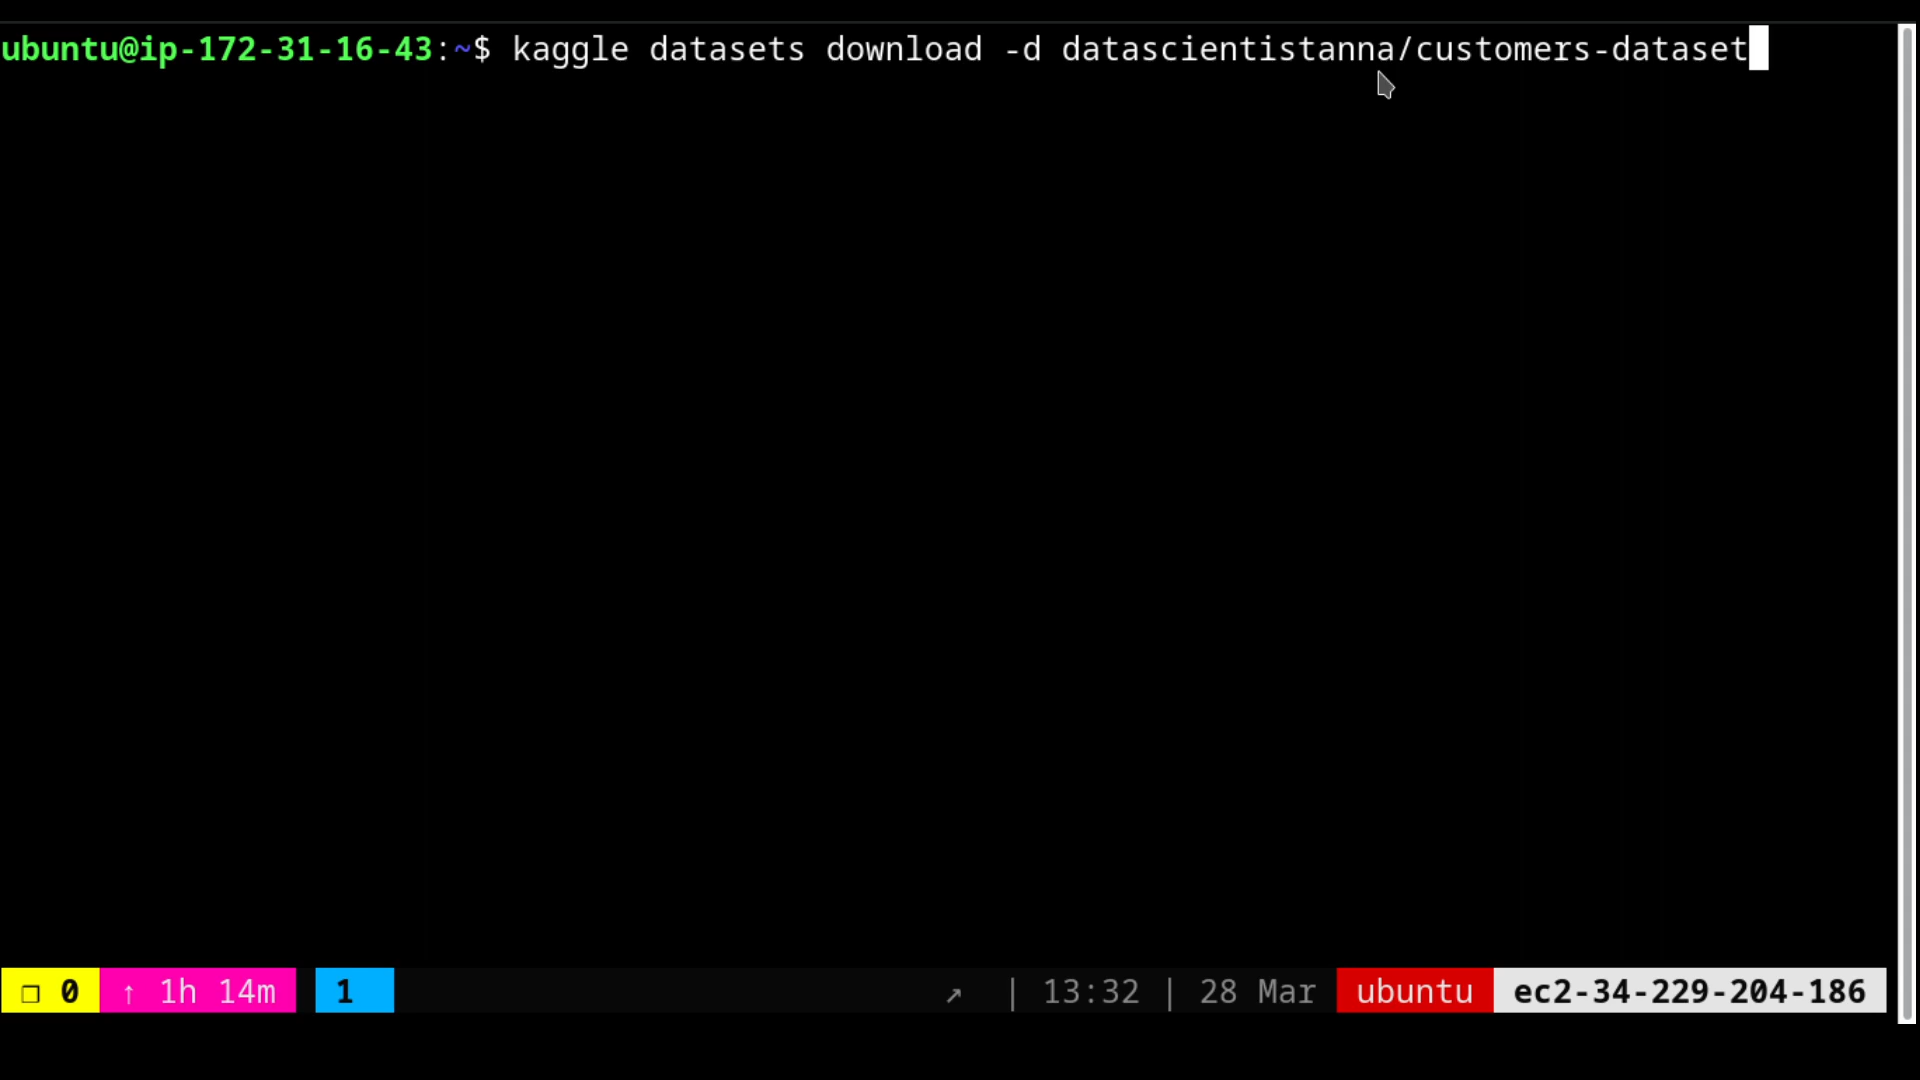 ubuntu@ip-172-31-16-43:~$ kaggle datasets download -d datascientistanna/customers-dataset
❐ 0 ↑ 1h 14m 1 ↗ | 13:32 | 28 Mar ubuntu ec2-34-229-204-186